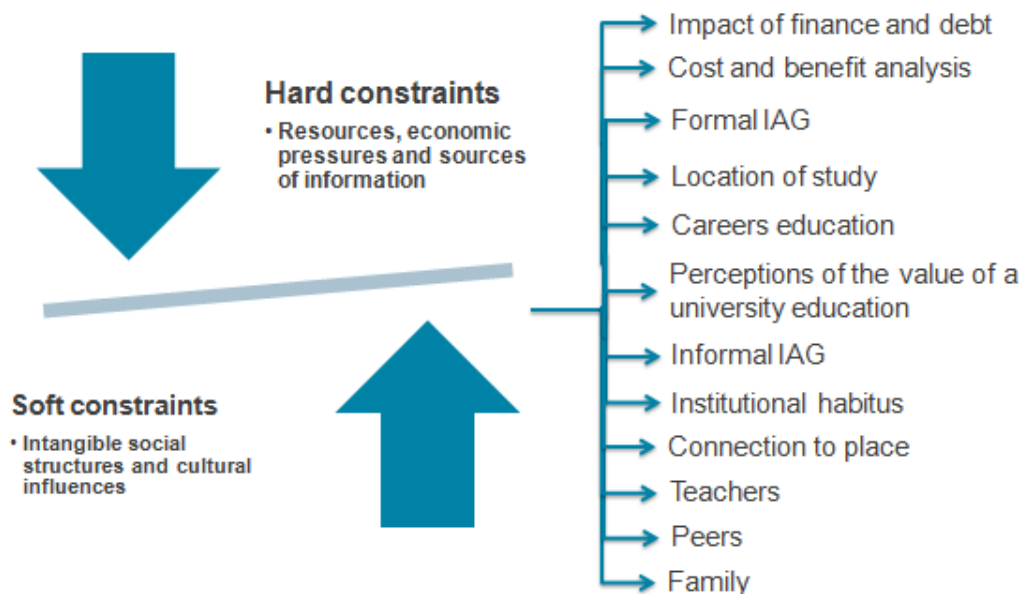 Hard constraints
• Resources, economic
pressures and sources
of information
Soft constraints
• Intangible social
structures and cultural
influences
Impact of finance and debt
Cost and benefit analysis
Formal IAG
Location of study
Careers education
Perceptions of the value of a
university education
Informal IAG
Institutional habitus
Connection to place
Teachers
Peers
Family